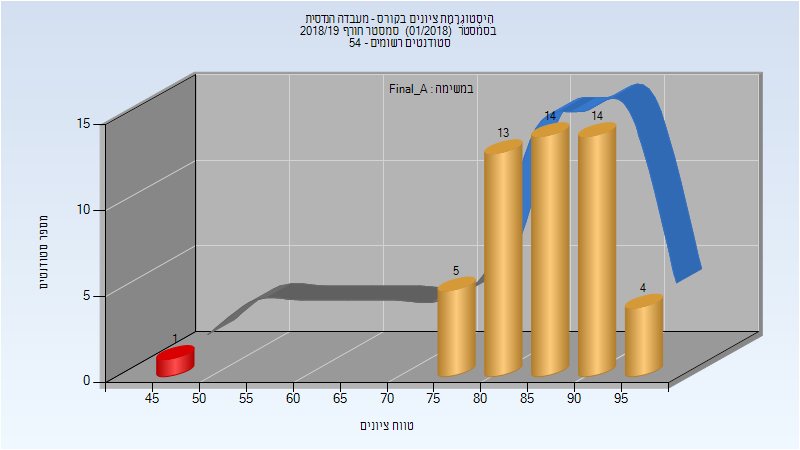 היסטוגרמת ציונים בקורס - מעבדה הנדסית
בסמסטר (01/2018) סמסטר חורף 2018/19
סטודנטים רשומים - 54
במשימה : Final_A
15
10
5
0
מספר סטודנטים
1
5
13
14
14
4
45 50 55 60 65 70 75 80 85 90 95
טווח ציונים